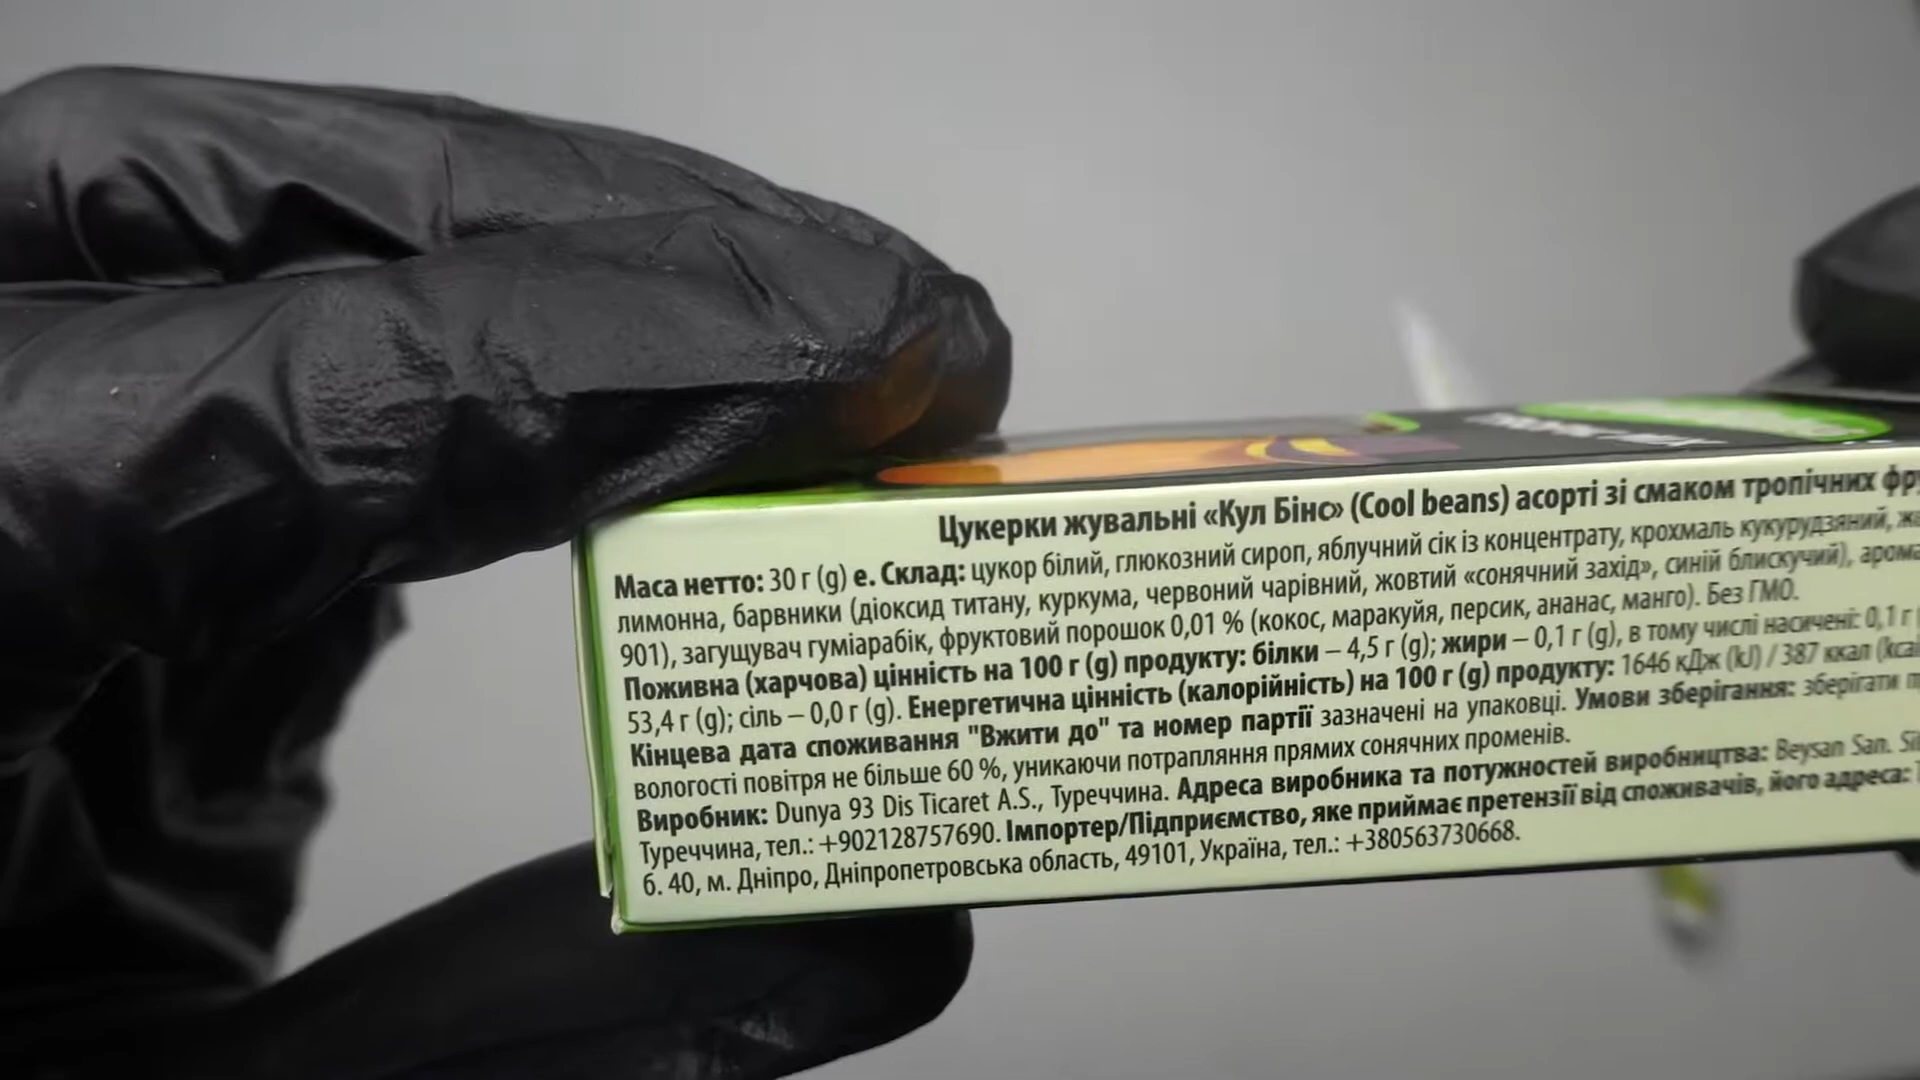 Цукерки жувальні «Кул Бінс» (Cool beans) асорті зі смаком тропічних
Маса нетто: 30 г (g) е. Склад: цукор білий, глюкозний сироп, яблучний сік із концентрату, крохмаль кукурудзяний,
лимонна, барвники (діоксид титану, куркума, червоний чарівний, жовтий «сонячний захід», синій блискучий),
901), загущувач гуміарабік, фруктовий порошок 0,01 % (кокос, маракуйя, персик, ананас, манго). Без ГМО.
Поживна (харчова) цінність на 100 г (g) продукту: білки – 4,5 г (g); жири – 0,1 г (g), в тому числі насичені: 0,1 г
53,4 г (g); сіль – 0,0 г (g). Енергетична цінність (калорійність) на 100 г (g) продукту: 1646 кДж (kJ) / 387 ккал
Кінцева дата споживання "Вжити до" та номер партії зазначені на упаковці. Умови зберігання: зберігати
вологості повітря не більше 60 %, уникаючи потрапляння прямих сонячних променів.
Виробник: Dunya 93 Dis Ticaret A.S., Туреччина. Адреса виробника та потужностей виробництва: Beysan San.
Туреччина, тел.: +902128757690. Імпортер/Підприємство, яке приймає претензії від споживачів, його адреса:
б. 40, м. Дніпро, Дніпропетровська область, 49101, Україна, тел.: +380563730668.